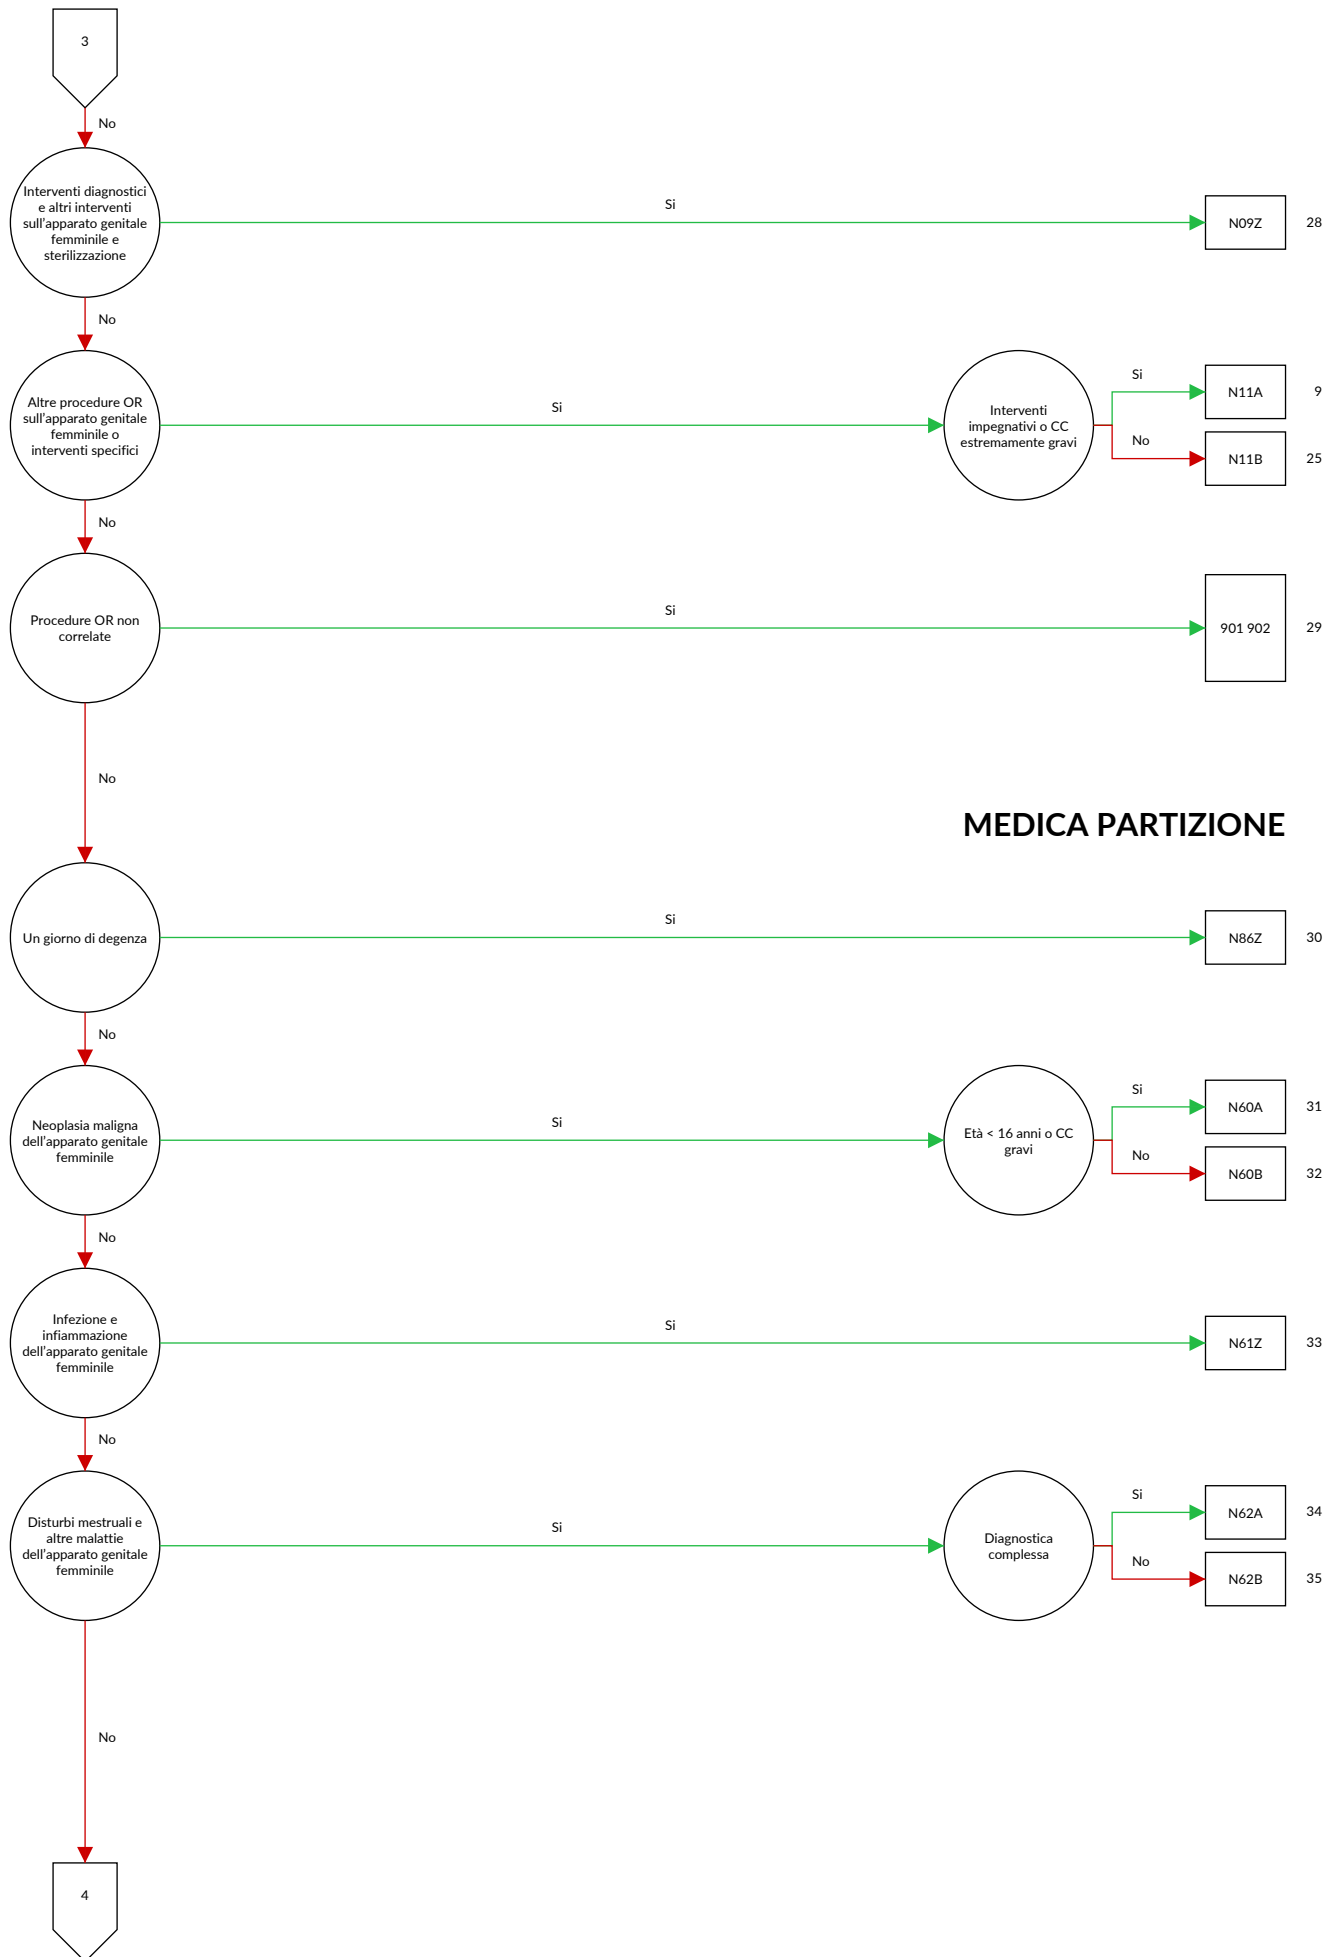 3
No
Interventi diagnostici
e altri interventi
sull'apparato genitale
femminile e
sterilizzazione
Si
N09Z
28
No
Altre procedure OR
sull'apparato genitale
femminile o
interventi specifici
Si
Interventi
impegnativi o CC
estremamente gravi
Si
N11A
9
No
N11B
25
No
Procedure OR non
correlate
Si
901 902
29
No
MEDICA PARTIZIONE
Un giorno di degenza
Si
N86Z
30
No
Neoplasia maligna
dell'apparato genitale
femminile
Si
Età < 16 anni o CC
gravi
Si
N60A
31
No
N60B
32
No
Infezione e
infiammazione
dell'apparato genitale
femminile
Si
N61Z
33
No
Disturbi mestruali e
altre malattie
dell'apparato genitale
femminile
Si
Diagnostica
complessa
Si
N62A
34
No
N62B
35
No
4